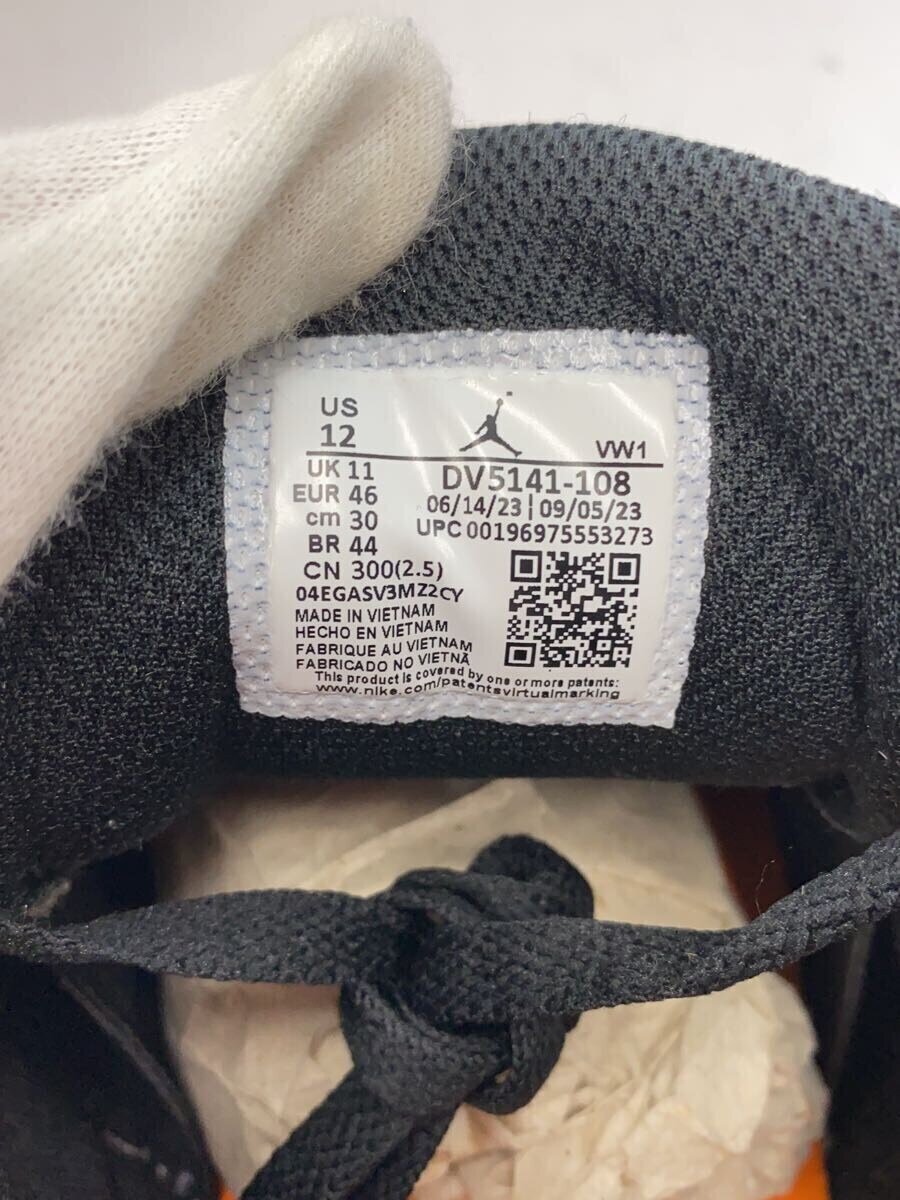 US
12
UK 11
EUR 46
cm 30
BR 44
CN 300(2.5)
04EGASV3MZ2CY
MADE IN VIETNAM
HECHO EN VIETNAM
FABRIQUE AU VIETNAM
FABRICADO NO VIETNÃ
VW1
DV5141-108
06/14/23 | 09/05/23
UPC 00196975553273
This product is covered by one or more patents:
www.nike.com/patentsvirtualmarking